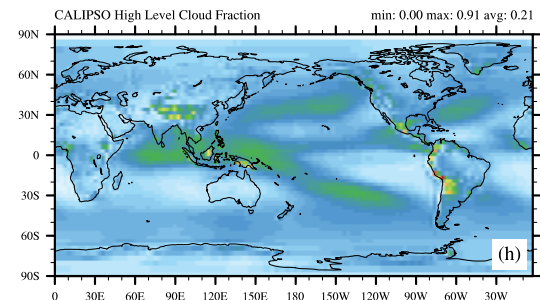 CALIPSO High Level Cloud Fraction min: 0.00 max: 0.91 avg: 0.21
90N
60N
30N
0
30S
60S
90S
(h)
0 30E 60E 90E 120E 150E 180 150W 120W 90W 60W 30W